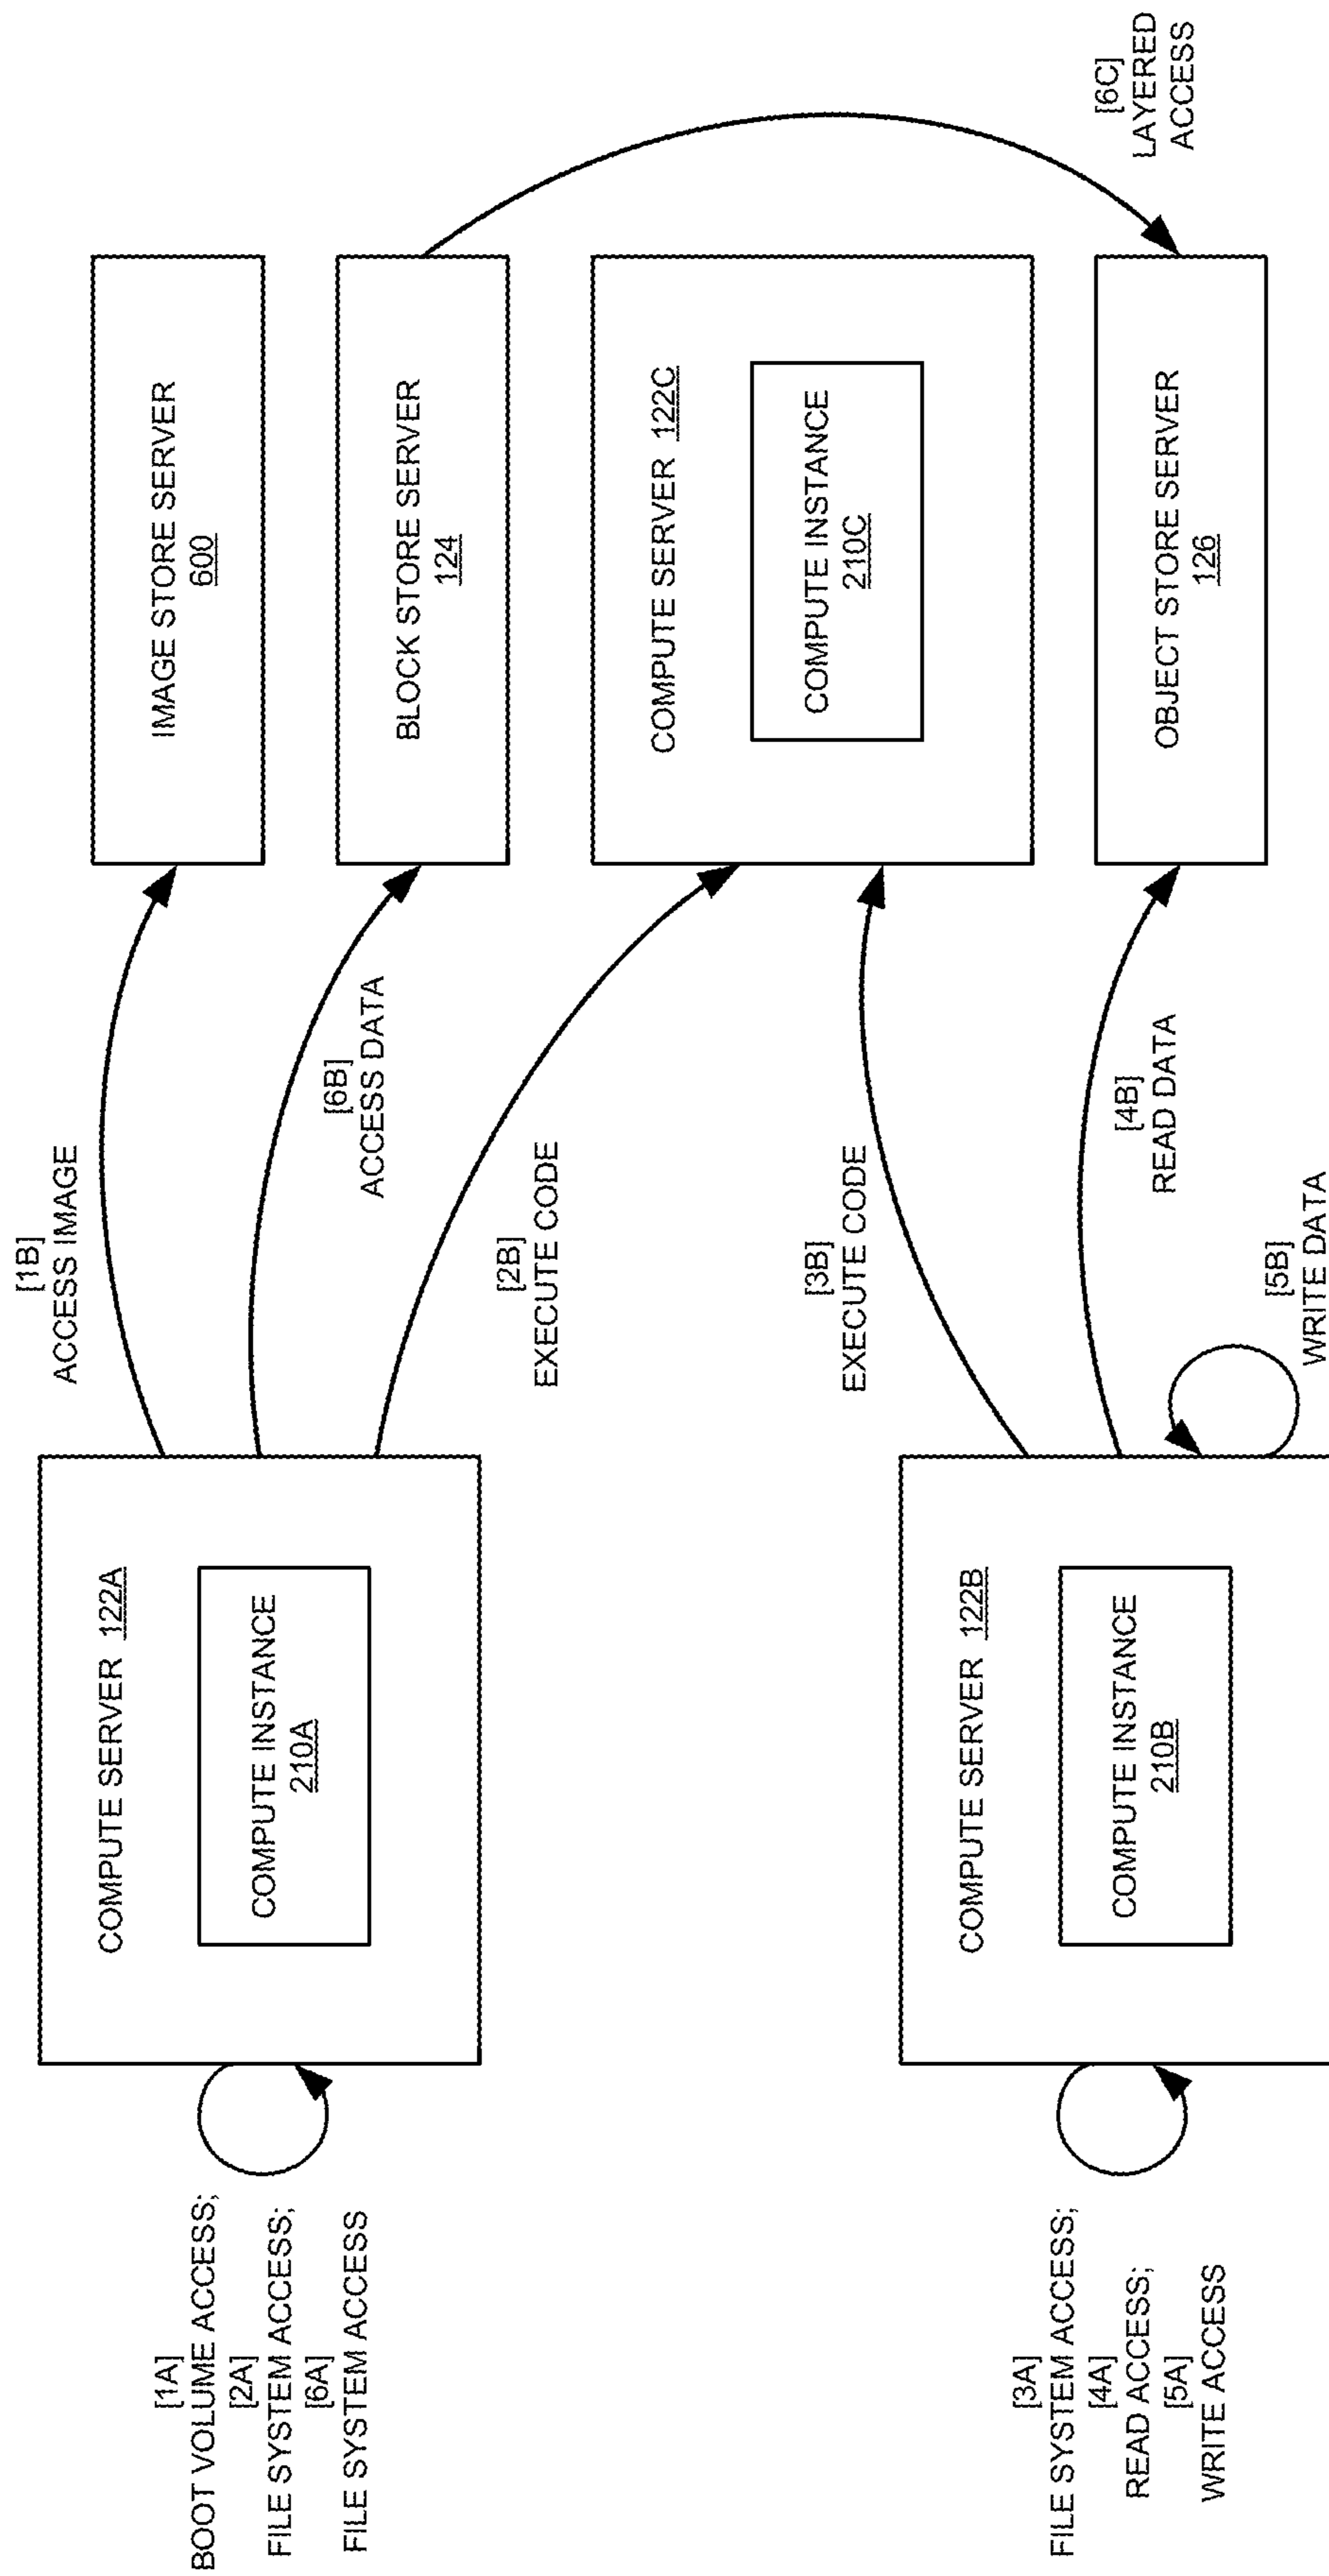 [1A]
BOOT VOLUME ACCESS;
[2A]
FILE SYSTEM ACCESS;
[6A]
FILE SYSTEM ACCESS
COMPUTE SERVER 122A
COMPUTE INSTANCE
210A
[1B]
ACCESS IMAGE
[6B]
ACCESS DATA
[2B]
EXECUTE CODE
IMAGE STORE SERVER
600
BLOCK STORE SERVER
124
COMPUTE SERVER 122C
COMPUTE INSTANCE
210C
[3A]
FILE SYSTEM ACCESS;
[4A]
READ ACCESS;
[5A]
WRITE ACCESS
COMPUTE SERVER 122B
COMPUTE INSTANCE
210B
[3B]
EXECUTE CODE
[4B]
READ DATA
[5B]
WRITE DATA
OBJECT STORE SERVER
126
[6C]
LAYERED
ACCESS